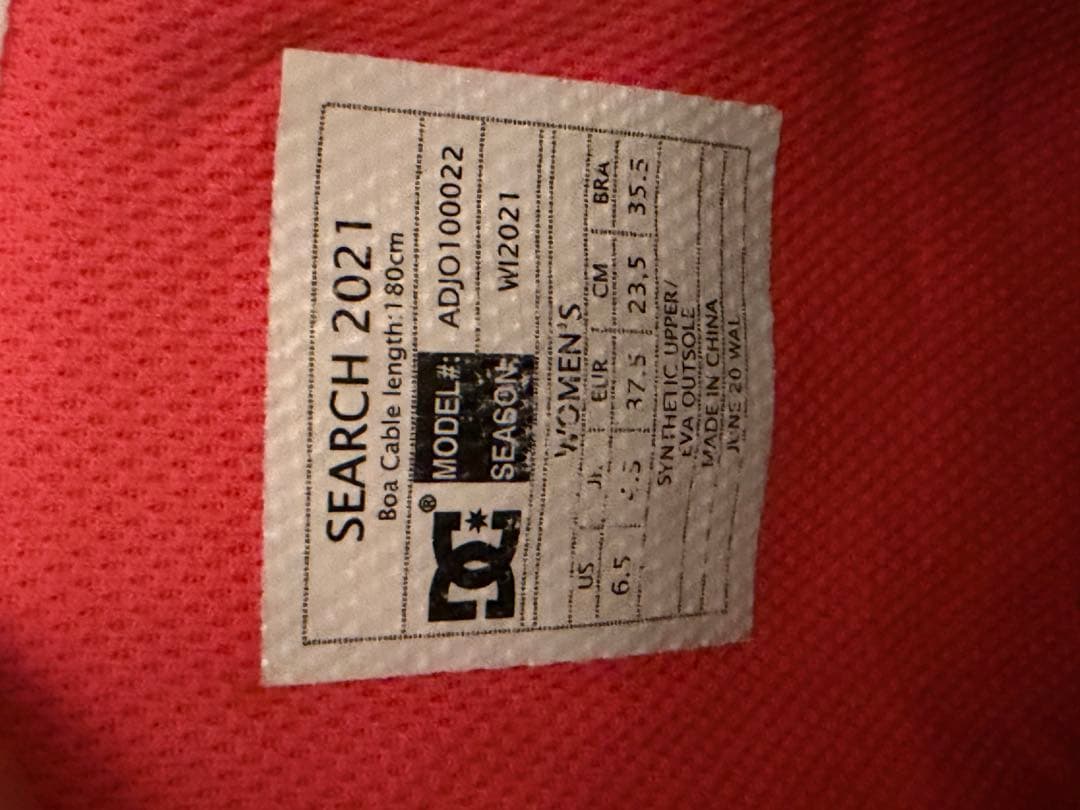 SEARCH 2021
Boa Cable length:180cm
DC®
MODEL#: ADJO100022
SEASON: WI2021
WOMEN'S
US EUR CM BRA
6.5 37.5 23.5 35.5
SYNTHETIC UPPER/
EVA OUTSOLE
MADE IN CHINA
JUNE 20 WAL